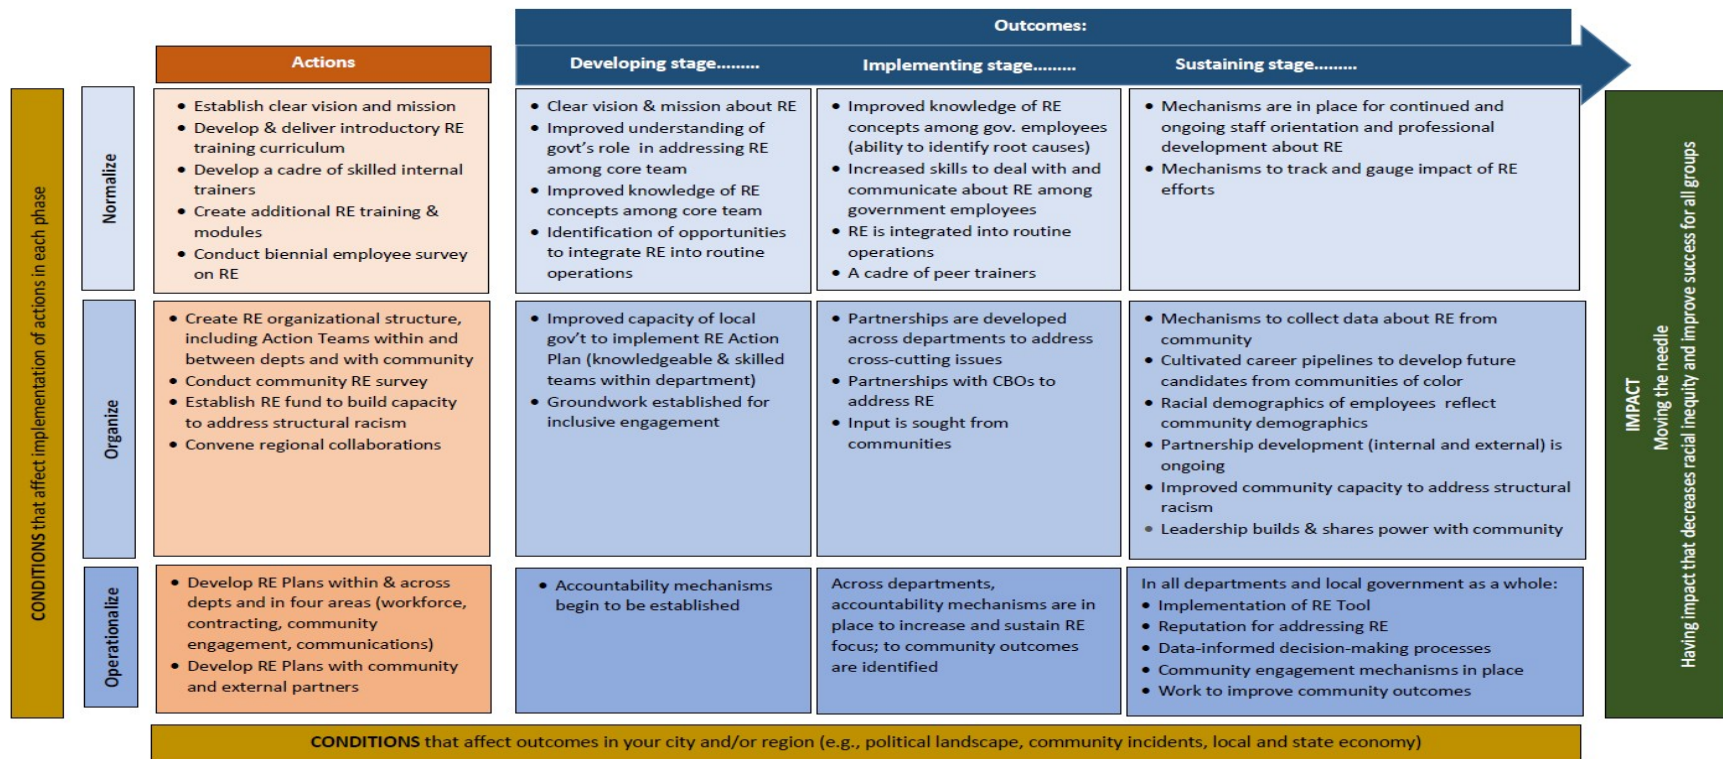 Outcomes:
Actions
Developing stage.........
Implementing stage.........
Sustaining stage.........
CONDITIONS that affect implementation of actions in each phase
Normalize
• Establish clear vision and mission
• Develop & deliver introductory RE
training curriculum
• Develop a cadre of skilled internal
trainers
• Create additional RE training &
modules
• Conduct biennial employee survey
on RE
• Clear vision & mission about RE
• Improved understanding of
govt's role in addressing RE
among core team
• Improved knowledge of RE
concepts among core team
• Identification of opportunities
to integrate RE into routine
operations
• Improved knowledge of RE
concepts among gov. employees
(ability to identify root causes)
• Increased skills to deal with and
communicate about RE among
government employees
• RE is integrated into routine
operations
• A cadre of peer trainers
• Mechanisms are in place for continued and
ongoing staff orientation and professional
development about RE
• Mechanisms to track and gauge impact of RE
efforts
Organize
• Create RE organizational structure,
including Action Teams within and
between depts and with community
• Conduct community RE survey
• Establish RE fund to build capacity
to address structural racism
• Convene regional collaborations
• Improved capacity of local
gov't to implement RE Action
Plan (knowledgeable & skilled
teams within department)
• Groundwork established for
inclusive engagement
• Partnerships are developed
across departments to address
cross-cutting issues
• Partnerships with CBOs to
address RE
• Input is sought from
communities
• Mechanisms to collect data about RE from
community
• Cultivated career pipelines to develop future
candidates from communities of color
• Racial demographics of employees reflect
community demographics
• Partnership development (internal and external) is
ongoing
• Improved community capacity to address structural
racism
• Leadership builds & shares power with community
Operationalize
• Develop RE Plans within & across
depts and in four areas (workforce,
contracting, community
engagement, communications)
• Develop RE Plans with community
and external partners
• Accountability mechanisms
begin to be established
Across departments,
accountability mechanisms are in
place to increase and sustain RE
focus; to community outcomes
are identified
In all departments and local government as a whole:
• Implementation of RE Tool
• Reputation for addressing RE
• Data-informed decision-making processes
• Community engagement mechanisms in place
• Work to improve community outcomes
IMPACT
Moving the needle
Having impact that decreases racial inequity and improve success for all groups
CONDITIONS that affect outcomes in your city and/or region (e.g., political landscape, community incidents, local and state economy)